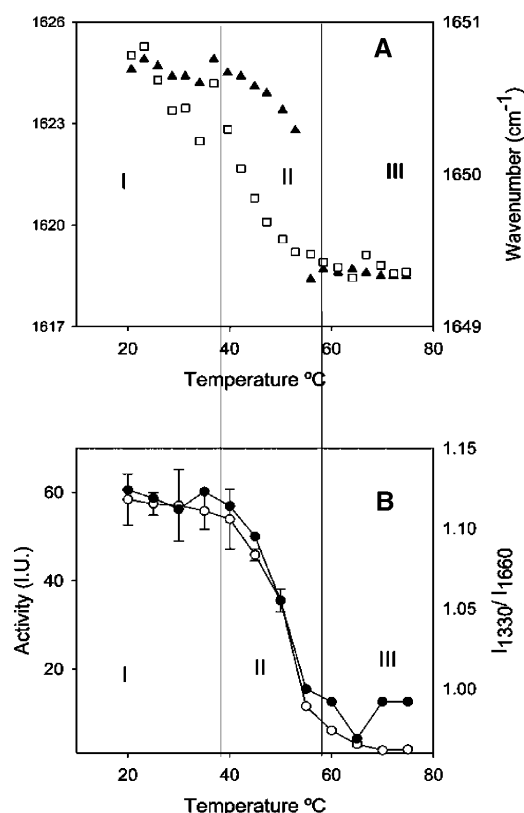 1626
1651
A
1623
1650
Wavenumber (cm-1)
I
II
III
1620
1617
1649
20
40
60
80
Temperature ºC
1.15
60
B
1.10
Activity (I.U.)
40
1.05
I1330/ I1660
I
II
III
20
1.00
20
40
60
80
Temperature ºC